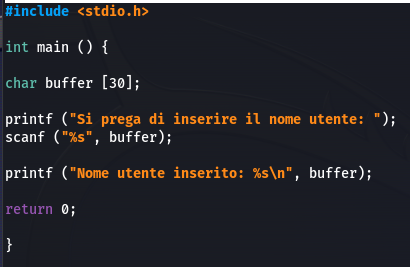 #include <stdio.h>
int main () {
char buffer [30];
printf ("Si prega di inserire il nome utente: ");
scanf ("%s", buffer);
printf ("Nome utente inserito: %s\n", buffer);
return 0;
}